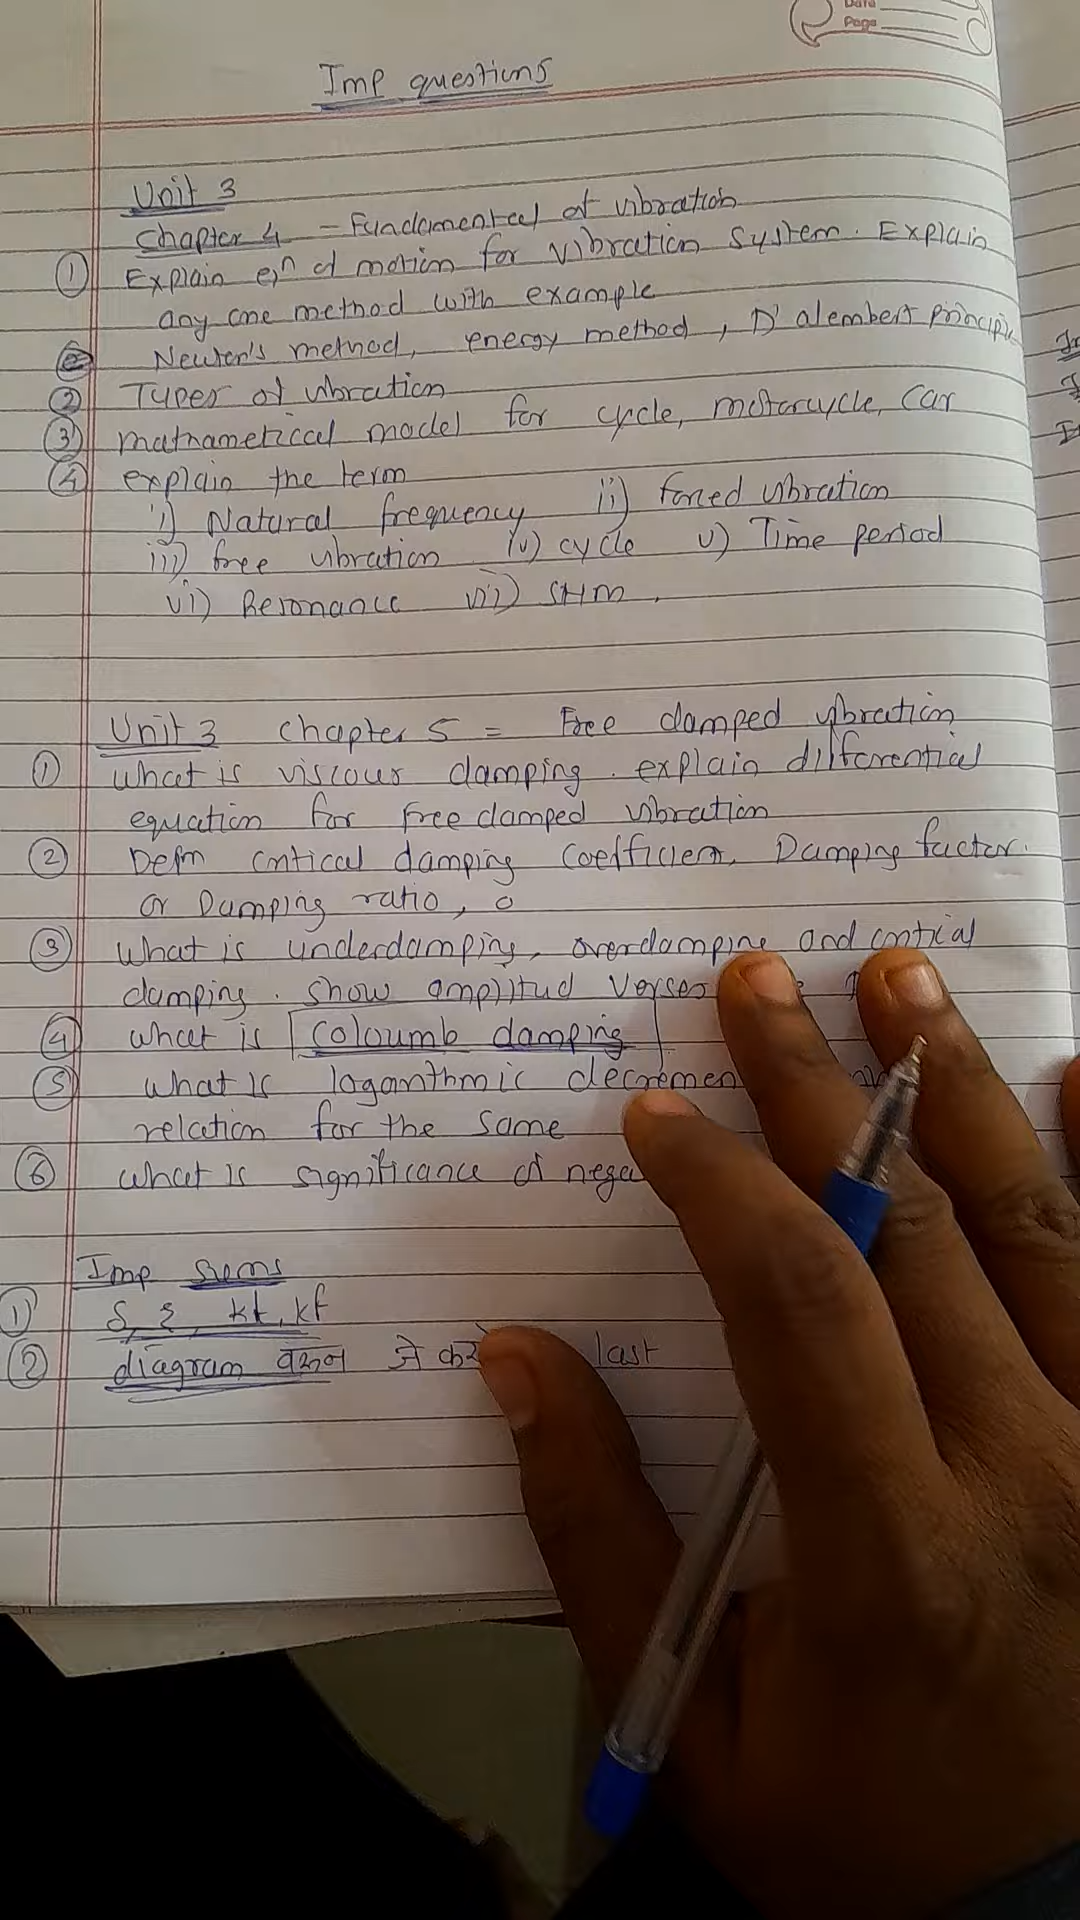 Date
Page
Imp questions
Unit 3
Chapter 4 - Fundamental of vibration
① Explain eqn of motion for vibration system. Explain
any one method with example
Newton's method, energy method, D'alembert principle
② Types of vibration
③ mathametical model for cycle, motorcycle, car
④ explain the term
i) Natural frequency ii) forced vibration
iii) free vibration iv) cycle v) Time period
vi) Resonance vii) SHM.
Unit 3 chapter 5 = Free damped vibration
① what is viscous damping. explain differential
equation for free damped vibration
② Defn critical damping coefficient, Damping factor.
or Damping ratio,
③ What is underdamping, overdamping and critical
damping. show amplitud verses
④ what is coloumb damping
⑤ what is logarithmic decremen
relation for the same
⑥ what is significance of nega
Imp sums
① δ, ξ, kt, kf
② diagram वरून जे last